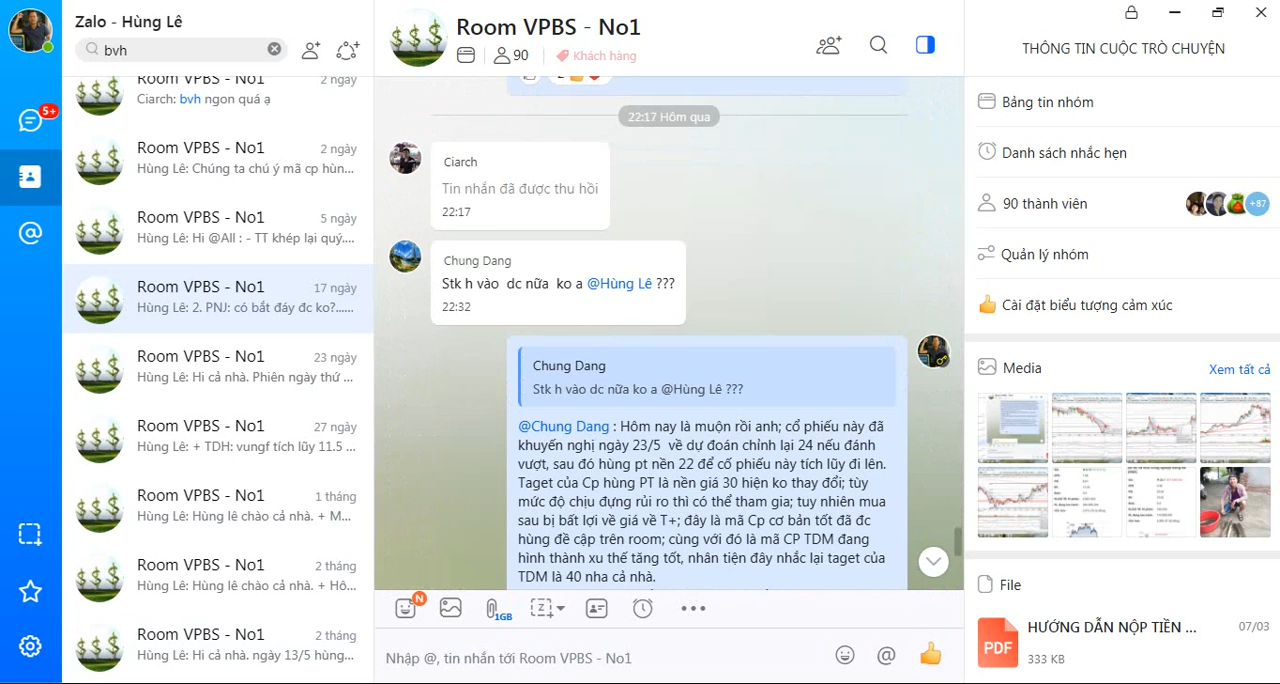 Zalo - Hùng Lê
bvh
5+
Room VPBS - No1
2 ngày
Ciarch: bvh ngon quá ạ
Room VPBS - No1
2 ngày
Hùng Lê: Chúng ta chú ý mã cp hùn...
Room VPBS - No1
5 ngày
Hùng Lê: Hi @All : - TT khép lại quý....
Room VPBS - No1
17 ngày
Hùng Lê: 2. PNJ: có bắt đáy đc ko?......
Room VPBS - No1
23 ngày
Hùng Lê: Hi cả nhà. Phiên ngày thứ ...
Room VPBS - No1
27 ngày
Hùng Lê: + TDH: vungf tích lũy 11.5 ...
Room VPBS - No1
1 tháng
Hùng Lê: Hùng lê chào cả nhà. + M...
Room VPBS - No1
2 tháng
Hùng Lê: Hùng lê chào cả nhà. + Hô...
Room VPBS - No1
2 tháng
Hùng Lê: Hi cả nhà. ngày 13/5 hùng...
Room VPBS - No1
90
Khách hàng
2
22:17 Hôm qua
Ciarch
Tin nhắn đã được thu hồi
22:17
Chung Dang
Stk h vào dc nữa ko a @Hùng Lê ???
22:32
Chung Dang
Stk h vào dc nữa ko a @Hùng Lê ???
@Chung Dang : Hôm nay là muộn rồi anh; cổ phiếu này đã
khuyến nghị ngày 23/5 về dự đoán chỉnh lại 24 nếu đánh
vượt, sau đó hùng pt nền 22 để cố phiếu này tích lũy đi lên.
Taget của Cp hùng PT là nền giá 30 hiện ko thay đổi; tùy
mức độ chịu đựng rủi ro thì có thể tham gia; tuy nhiên mua
sau bị bất lợi về giá về T+; đây là mã Cp cơ bản tốt đã đc
hùng đề cập trên room; cùng với đó là mã CP TDM đang
hình thành xu thế tăng tốt, nhân tiện đây nhắc lại taget của
TDM là 40 nha cả nhà.
N
1GB
Z
Nhập @, tin nhắn tới Room VPBS - No1
THÔNG TIN CUỘC TRÒ CHUYỆN
Bảng tin nhóm
Danh sách nhắc hẹn
90 thành viên
+87
Quản lý nhóm
Cài đặt biểu tượng cảm xúc
Media
Xem tất cả
File
PDF
HƯỚNG DẪN NỘP TIỀN ...
07/03
333 KB